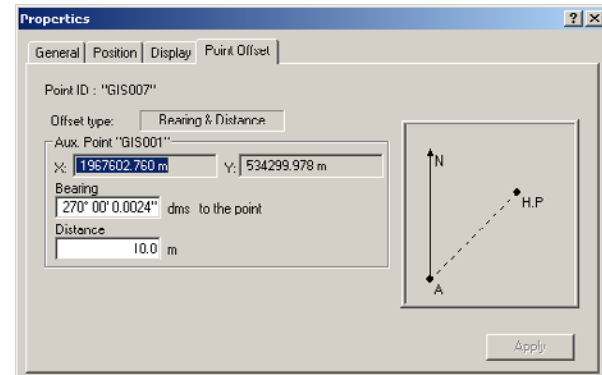 Properties
General Position Display Point Offset
Point ID : "GIS007"
Offset type: Bearing & Distance
Aux. Point "GIS001"
X: 1967602.760 m Y: 534299.978 m
Bearing
270° 00' 0.0024" dms to the point
Distance
10.0 m
N
H.P
A
Apply